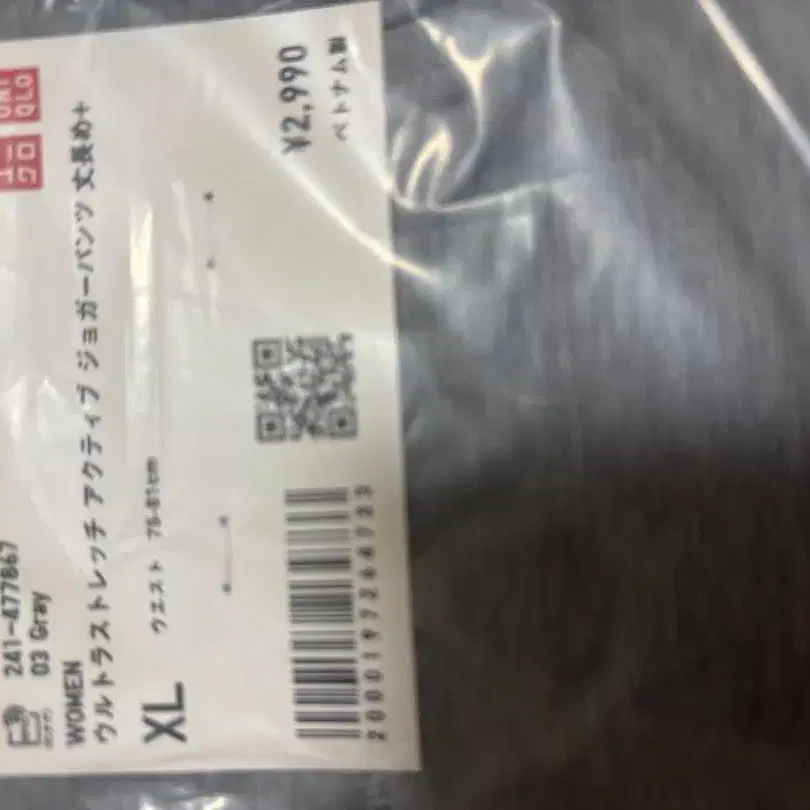 UNI
QLO
ユニ
クロ
241-477867
03 Gray
WOMEN
ウルトラストレッチ アクティブ ジョガーパンツ 丈長め+
XL
ウエスト 75-81cm
¥2,990
ベトナム製